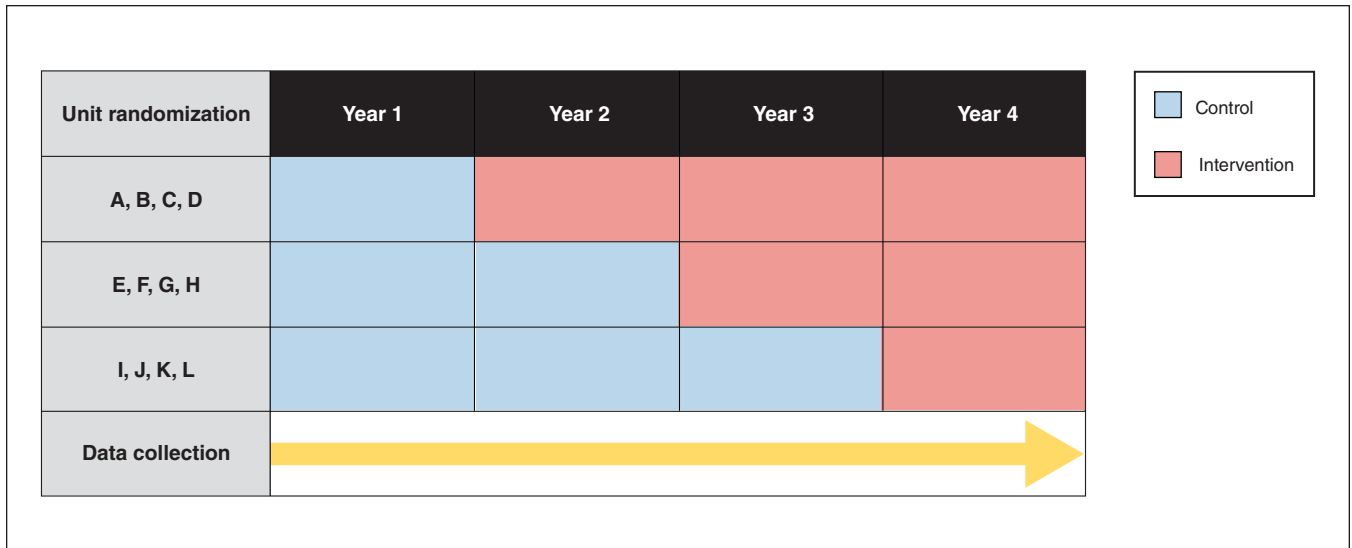 Unit randomization Year 1 Year 2 Year 3 Year 4
A, B, C, D
E, F, G, H
I, J, K, L
Data collection
Control
Intervention